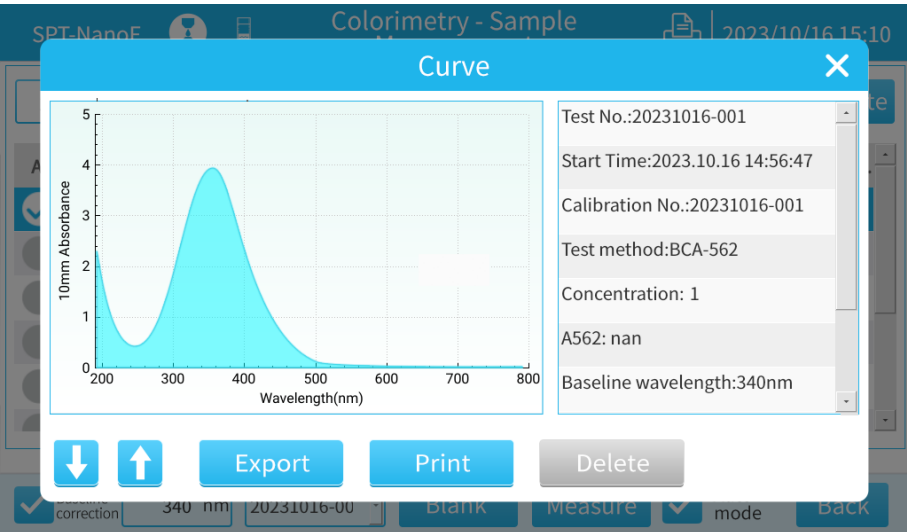 SPT-NanoE
Colorimetry - Sample
2023/10/16 15:10
Curve
10mm Absorbance
5
4
3
2
1
0
200 300 400 500 600 700 800
Wavelength(nm)
Test No.:20231016-001
Start Time:2023.10.16 14:56:47
Calibration No.:20231016-001
Test method:BCA-562
Concentration: 1
A562: nan
Baseline wavelength:340nm
Export
Print
Delete
correction
340 nm
20231016-00
Blank
Measure
mode
Back